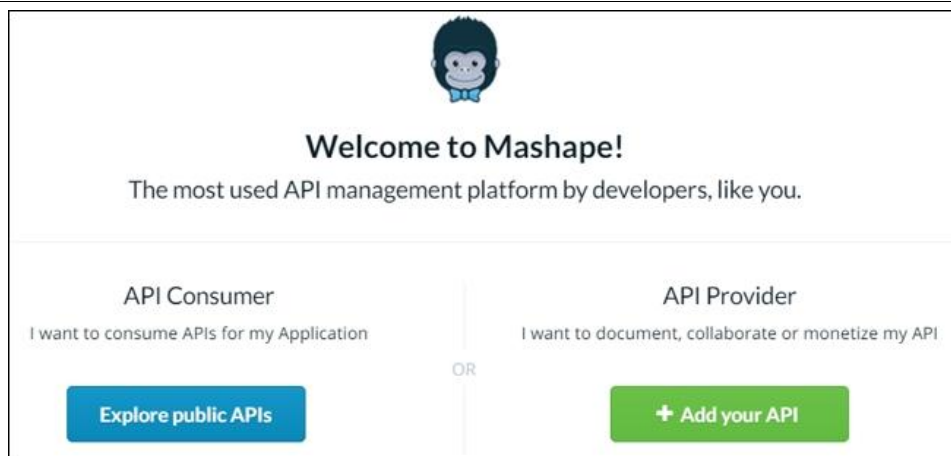 Welcome to Mashape!
The most used API management platform by developers, like you.
API Consumer
I want to consume APIs for my Application
Explore public APIs
OR
API Provider
I want to document, collaborate or monetize my API
+ Add your API